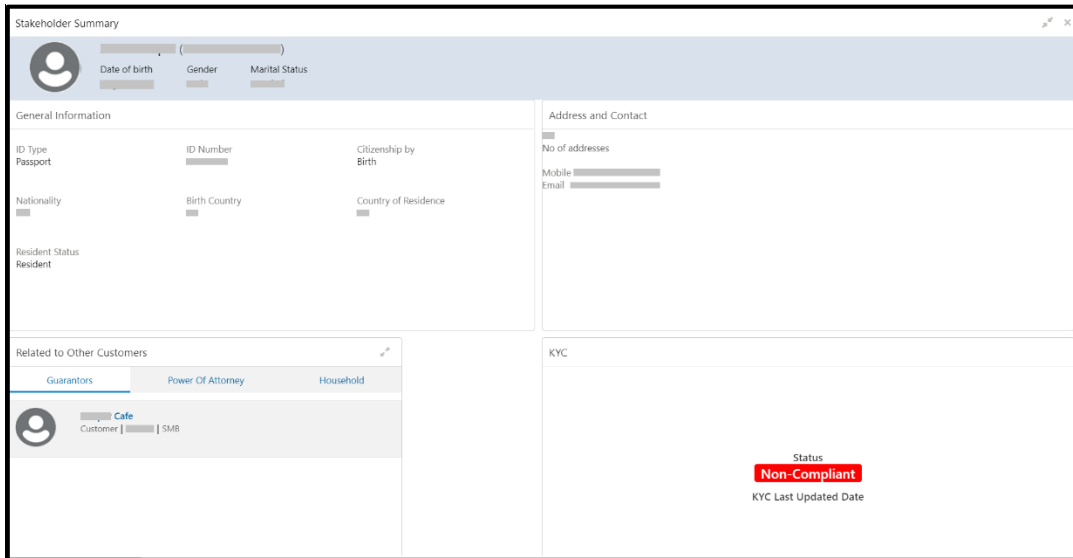 Stakeholder Summary
( )
Date of birth Gender Marital Status
General Information
ID Type ID Number Citizenship by
Passport Birth
Nationality Birth Country Country of Residence
Resident Status
Resident
Address and Contact
No of addresses
Mobile
Email
Related to Other Customers
Guarantors Power Of Attorney Household
Cafe
Customer | | SMB
KYC
Status
Non-Compliant
KYC Last Updated Date